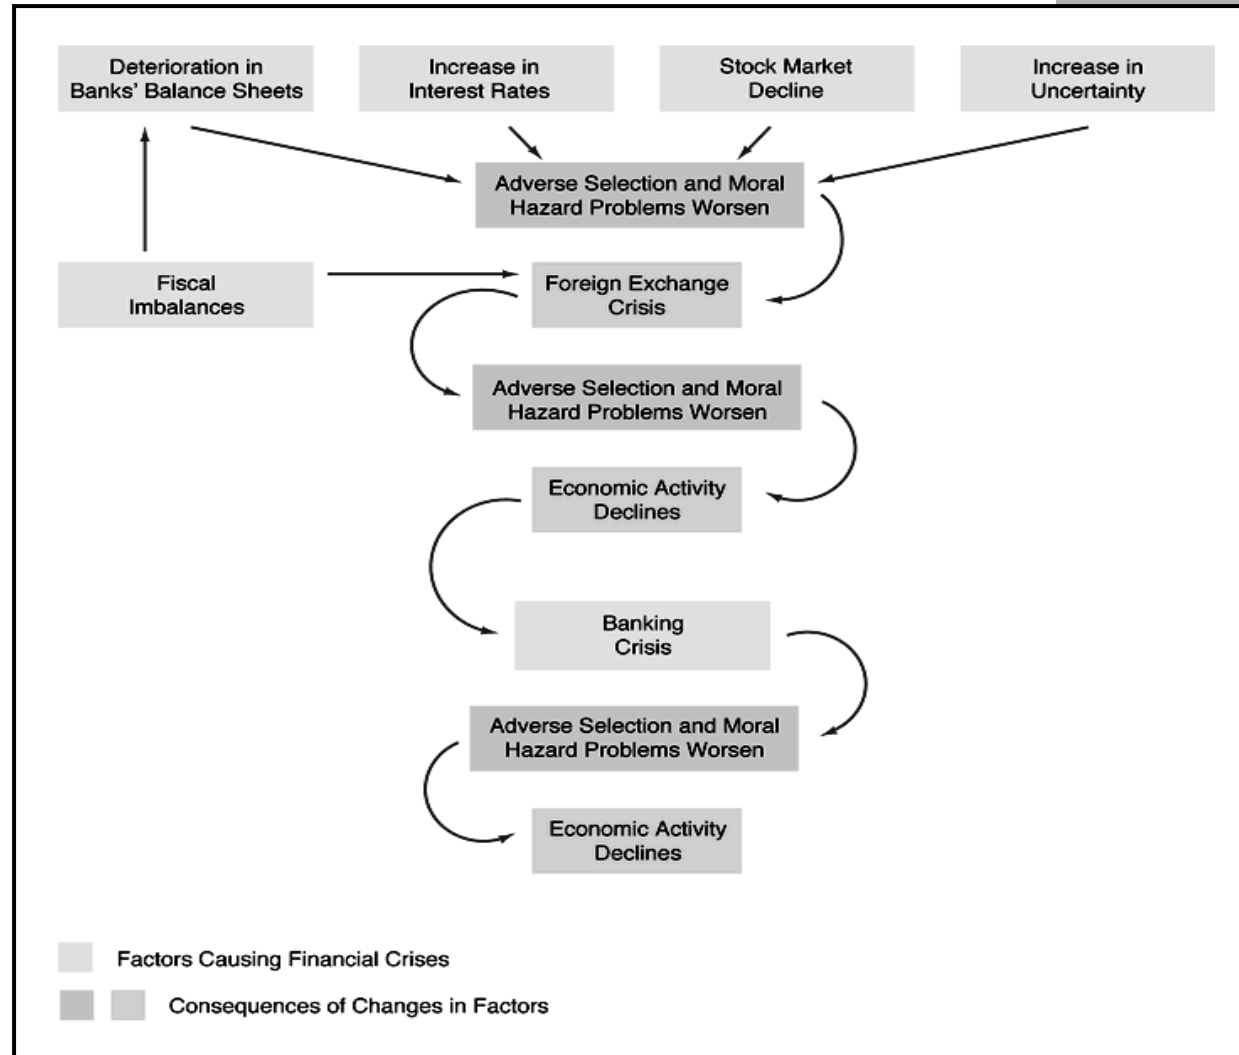 Deterioration in
Banks' Balance Sheets
Increase in
Interest Rates
Stock Market
Decline
Increase in
Uncertainty
Adverse Selection and Moral
Hazard Problems Worsen
Fiscal
Imbalances
Foreign Exchange
Crisis
Adverse Selection and Moral
Hazard Problems Worsen
Economic Activity
Declines
Banking
Crisis
Adverse Selection and Moral
Hazard Problems Worsen
Economic Activity
Declines
Factors Causing Financial Crises
Consequences of Changes in Factors